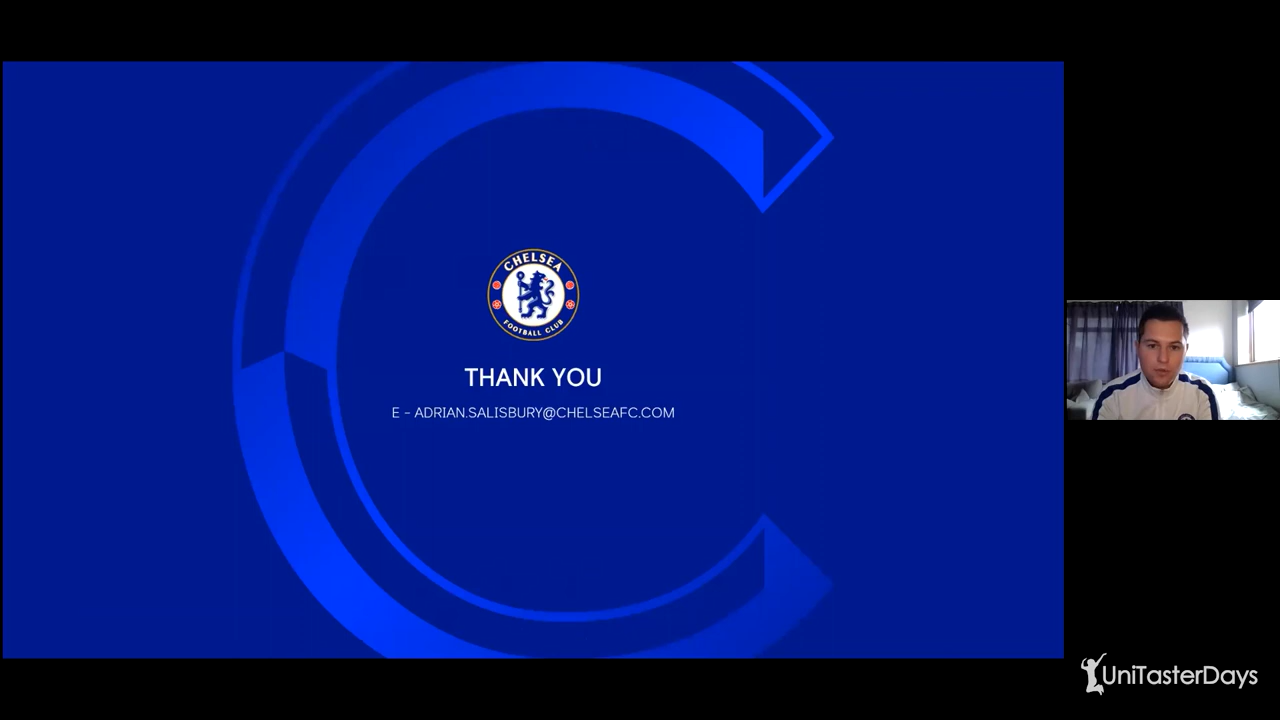 CHELSEA
FOOTBALL CLUB
THANK YOU
E - ADRIAN.SALISBURY@CHELSEAFC.COM
UniTasterDays